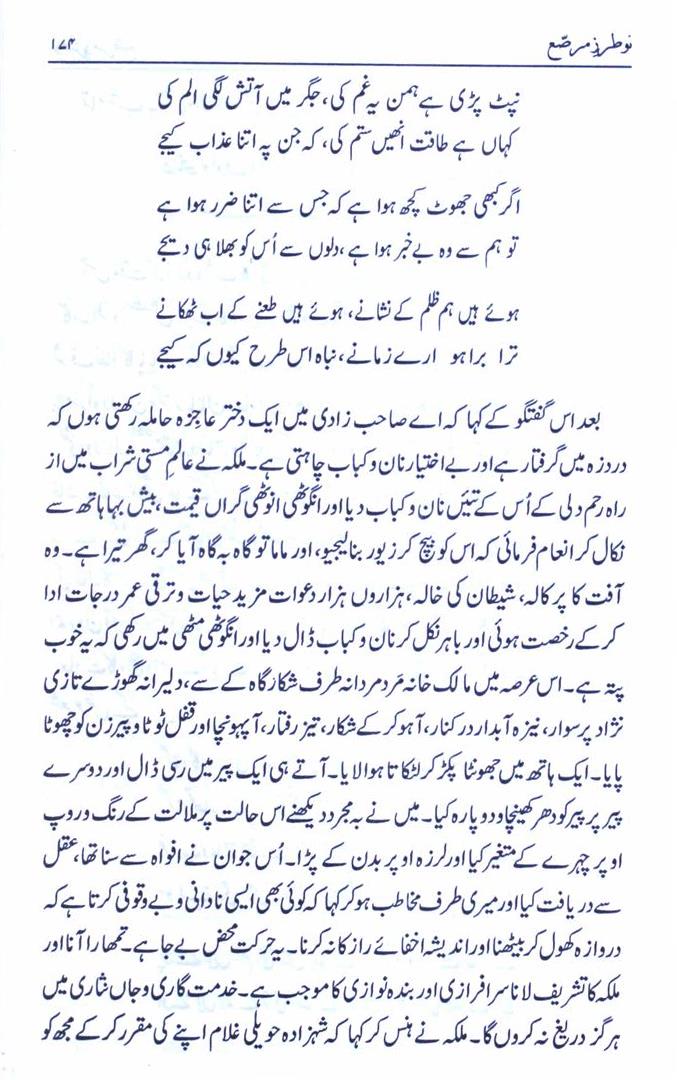 نو طرزِ مرصّع
۱۷۴
نپٹ پڑی ہے ہمن یہ غم کی، جگر میں آتش لگی الم کی
کہاں ہے طاقت انھیں ستم کی، کہ جن پہ اتنا عذاب کیجے
اگر کبھی جھوٹ کچھ ہوا ہے کہ جس سے اتنا ضرر ہوا ہے
تو ہم سے وہ بے خبر ہوا ہے، دلوں سے اُس کو بھلا ہی دیجے
ہوئے ہیں ہم ظلم کے نشانے، ہوئے ہیں طعنے کے اب ٹھکانے
ترا برا ہو ارے زمانے، نباہ اس طرح کیوں کہ کیجے
بعد اس گفتگو کے کہا کہ اے صاحب زادی میں ایک دختر عاجزہ حاملہ رکھتی ہوں کہ
دردِزہ میں گرفتار ہے اور بے اختیار نان و کباب چاہتی ہے۔ ملکہ نے عالمِ مستی شراب میں از
راہ رحم دلی کے اُس کے تئیں نان و کباب دیا اور انگوٹھی انوٹھی گراں قیمت، بیش بہا ہاتھ سے
نکال کر انعام فرمائی کہ اس کو بیچ کر زیور بنا لیجیو، اور ماما تو گاہ بہ گاہ آیا کر، گھر تیرا ہے۔ وہ
آفت کا پرکالہ، شیطان کی خالہ، ہزاروں ہزار دعوات مزید حیات و ترقی عمر درجات ادا
کر کے رخصت ہوئی اور باہر نکل کر نان و کباب ڈال دیا اور انگوٹھی مٹھی میں رکھی کہ یہ خوب
پتہ ہے۔ اس عرصہ میں مالک خانہ مَرد مردانہ طرف شکارگاہ کے سے، دلیرانہ گھوڑے تازی
نژاد پر سوار، نیزہ آبدار در کنار، آہو کر کے شکار، تیز رفتار، آ پہونچا اور قفل ٹوٹا و پیرزن کو چھوٹا
پایا۔ ایک ہاتھ میں جھونٹا پکڑ کر لٹکاتا ہوا لایا۔ آتے ہی ایک پیر میں رسی ڈال اور دوسرے
پیر پر پیر کو دھر کھینچا و دوپارہ کیا۔ میں نے بہ مجرد دیکھنے اس حالت پر ملالت کے رنگ و روپ
اوپر چہرے کے متغیر کیا اور لرزہ اوپر بدن کے پڑا۔ اُس جوان نے افواہ سے سنا تھا، عقل
سے دریافت کیا اور میری طرف مخاطب ہو کر کہا کہ کوئی بھی ایسی نادانی و بے وقوفی کرتا ہے کہ
دروازہ کھول کر بیٹھنا اور اندیشہ اخفائے راز کا نہ کرنا۔ یہ حرکت محض بے جا ہے۔ تمھارا آنا اور
ملکہ کا تشریف لانا سرافرازی اور بندہ نوازی کا موجب ہے۔ خدمت گاری و جاں نثاری میں
ہرگز دریغ نہ کروں گا۔ ملکہ نے ہنس کر کہا کہ شہزادہ حویلی غلام اپنے کی مقرر کر کے مجھ کو